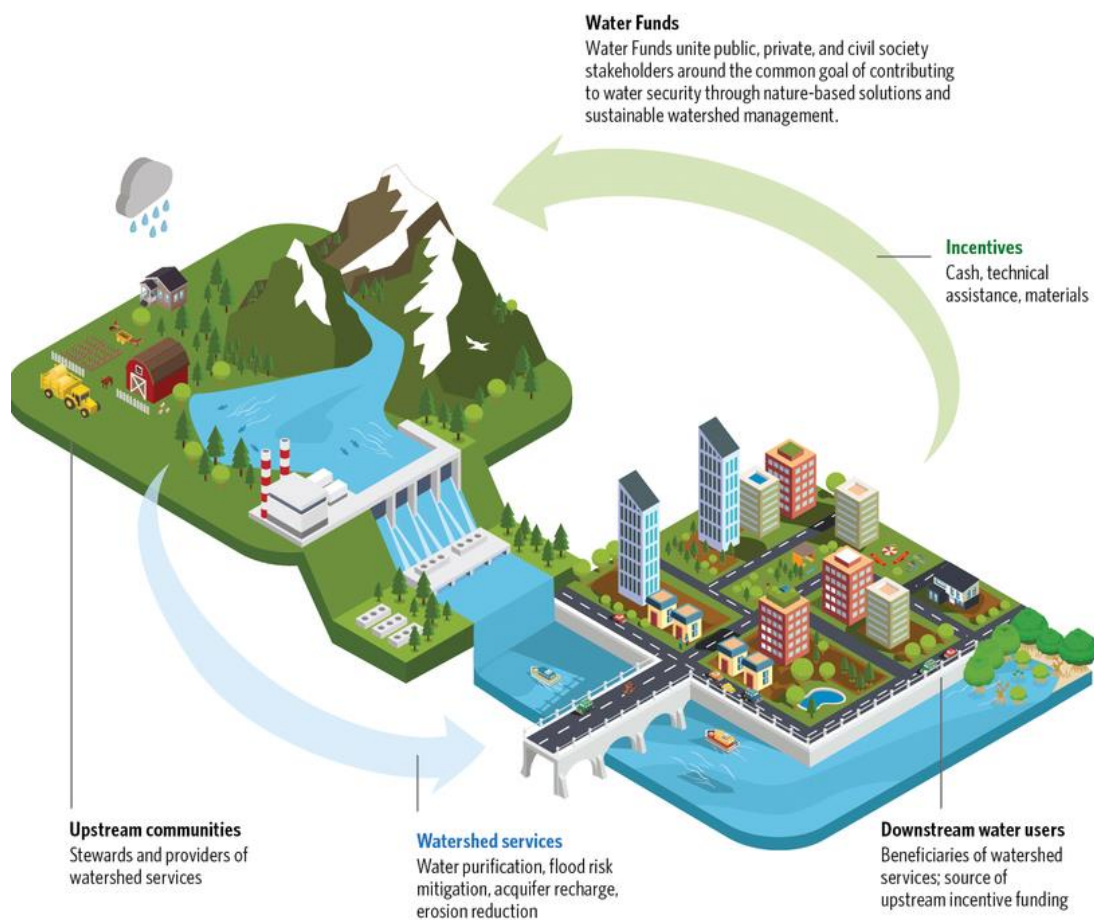 Water Funds
Water Funds unite public, private, and civil society
stakeholders around the common goal of contributing
to water security through nature-based solutions and
sustainable watershed management.
Incentives
Cash, technical
assistance, materials
Upstream communities
Stewards and providers of
watershed services
Watershed services
Water purification, flood risk
mitigation, acquifer recharge,
erosion reduction
Downstream water users
Beneficiaries of watershed
services; source of
upstream incentive funding